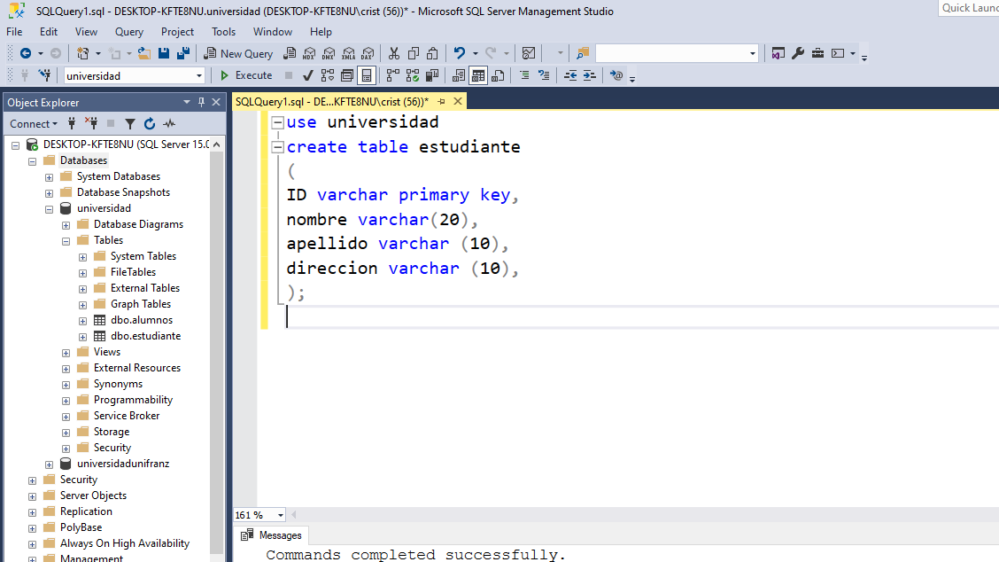 SQLQuery1.sql - DESKTOP-KFTE8NU.universidad (DESKTOP-KFTE8NU\crist (56))* - Microsoft SQL Server Management Studio
Quick Launc
File Edit View Query Project Tools Window Help
New Query
MDX DMX XMLA DAX
universidad
Execute
Object Explorer
SQLQuery1.sql - DE...KFTE8NU\crist (56))*
Connect
DESKTOP-KFTE8NU (SQL Server 15.0
Databases
System Databases
Database Snapshots
universidad
Database Diagrams
Tables
System Tables
FileTables
External Tables
Graph Tables
dbo.alumnos
dbo.estudiante
Views
External Resources
Synonyms
Programmability
Service Broker
Storage
Security
universidadunifranz
Security
Server Objects
Replication
PolyBase
Always On High Availability
Management
use universidad
create table estudiante
(
ID varchar primary key,
nombre varchar(20),
apellido varchar (10),
direccion varchar (10),
);
161 %
Messages
Commands completed successfully.